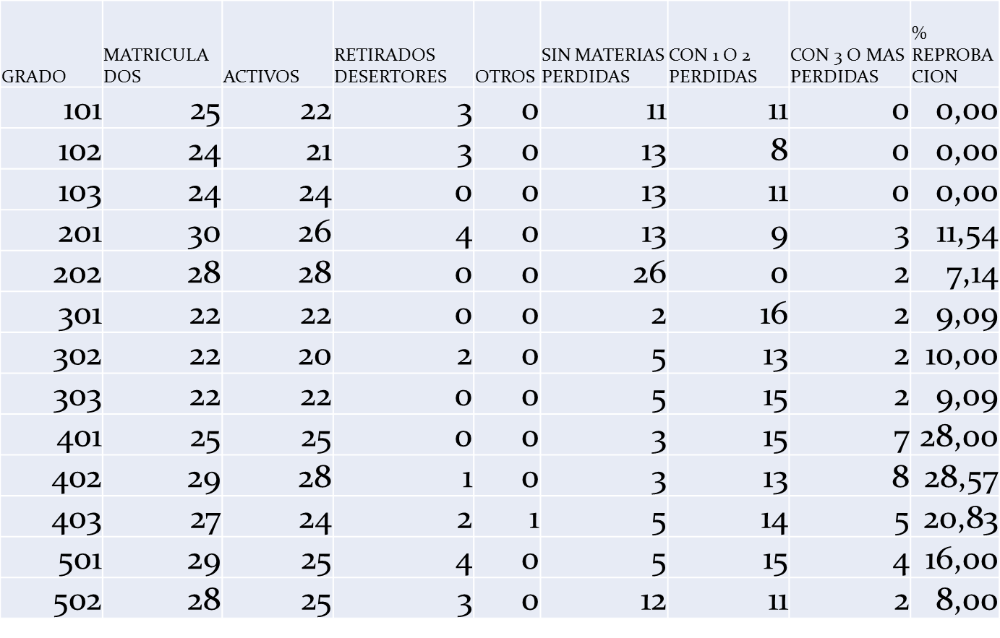 GRADO MATRICULA DOS ACTIVOS RETIRADOS DESERTORES OTROS SIN MATERIAS PERDIDAS CON 1 O 2 PERDIDAS CON 3 O MAS PERDIDAS % REPROBA CION
101 25 22 3 0 11 11 0 0,00
102 24 21 3 0 13 8 0 0,00
103 24 24 0 0 13 11 0 0,00
201 30 26 4 0 13 9 3 11,54
202 28 28 0 0 26 0 2 7,14
301 22 22 0 0 2 16 2 9,09
302 22 20 2 0 5 13 2 10,00
303 22 22 0 0 5 15 2 9,09
401 25 25 0 0 3 15 7 28,00
402 29 28 1 0 3 13 8 28,57
403 27 24 2 1 5 14 5 20,83
501 29 25 4 0 5 15 4 16,00
502 28 25 3 0 12 11 2 8,00